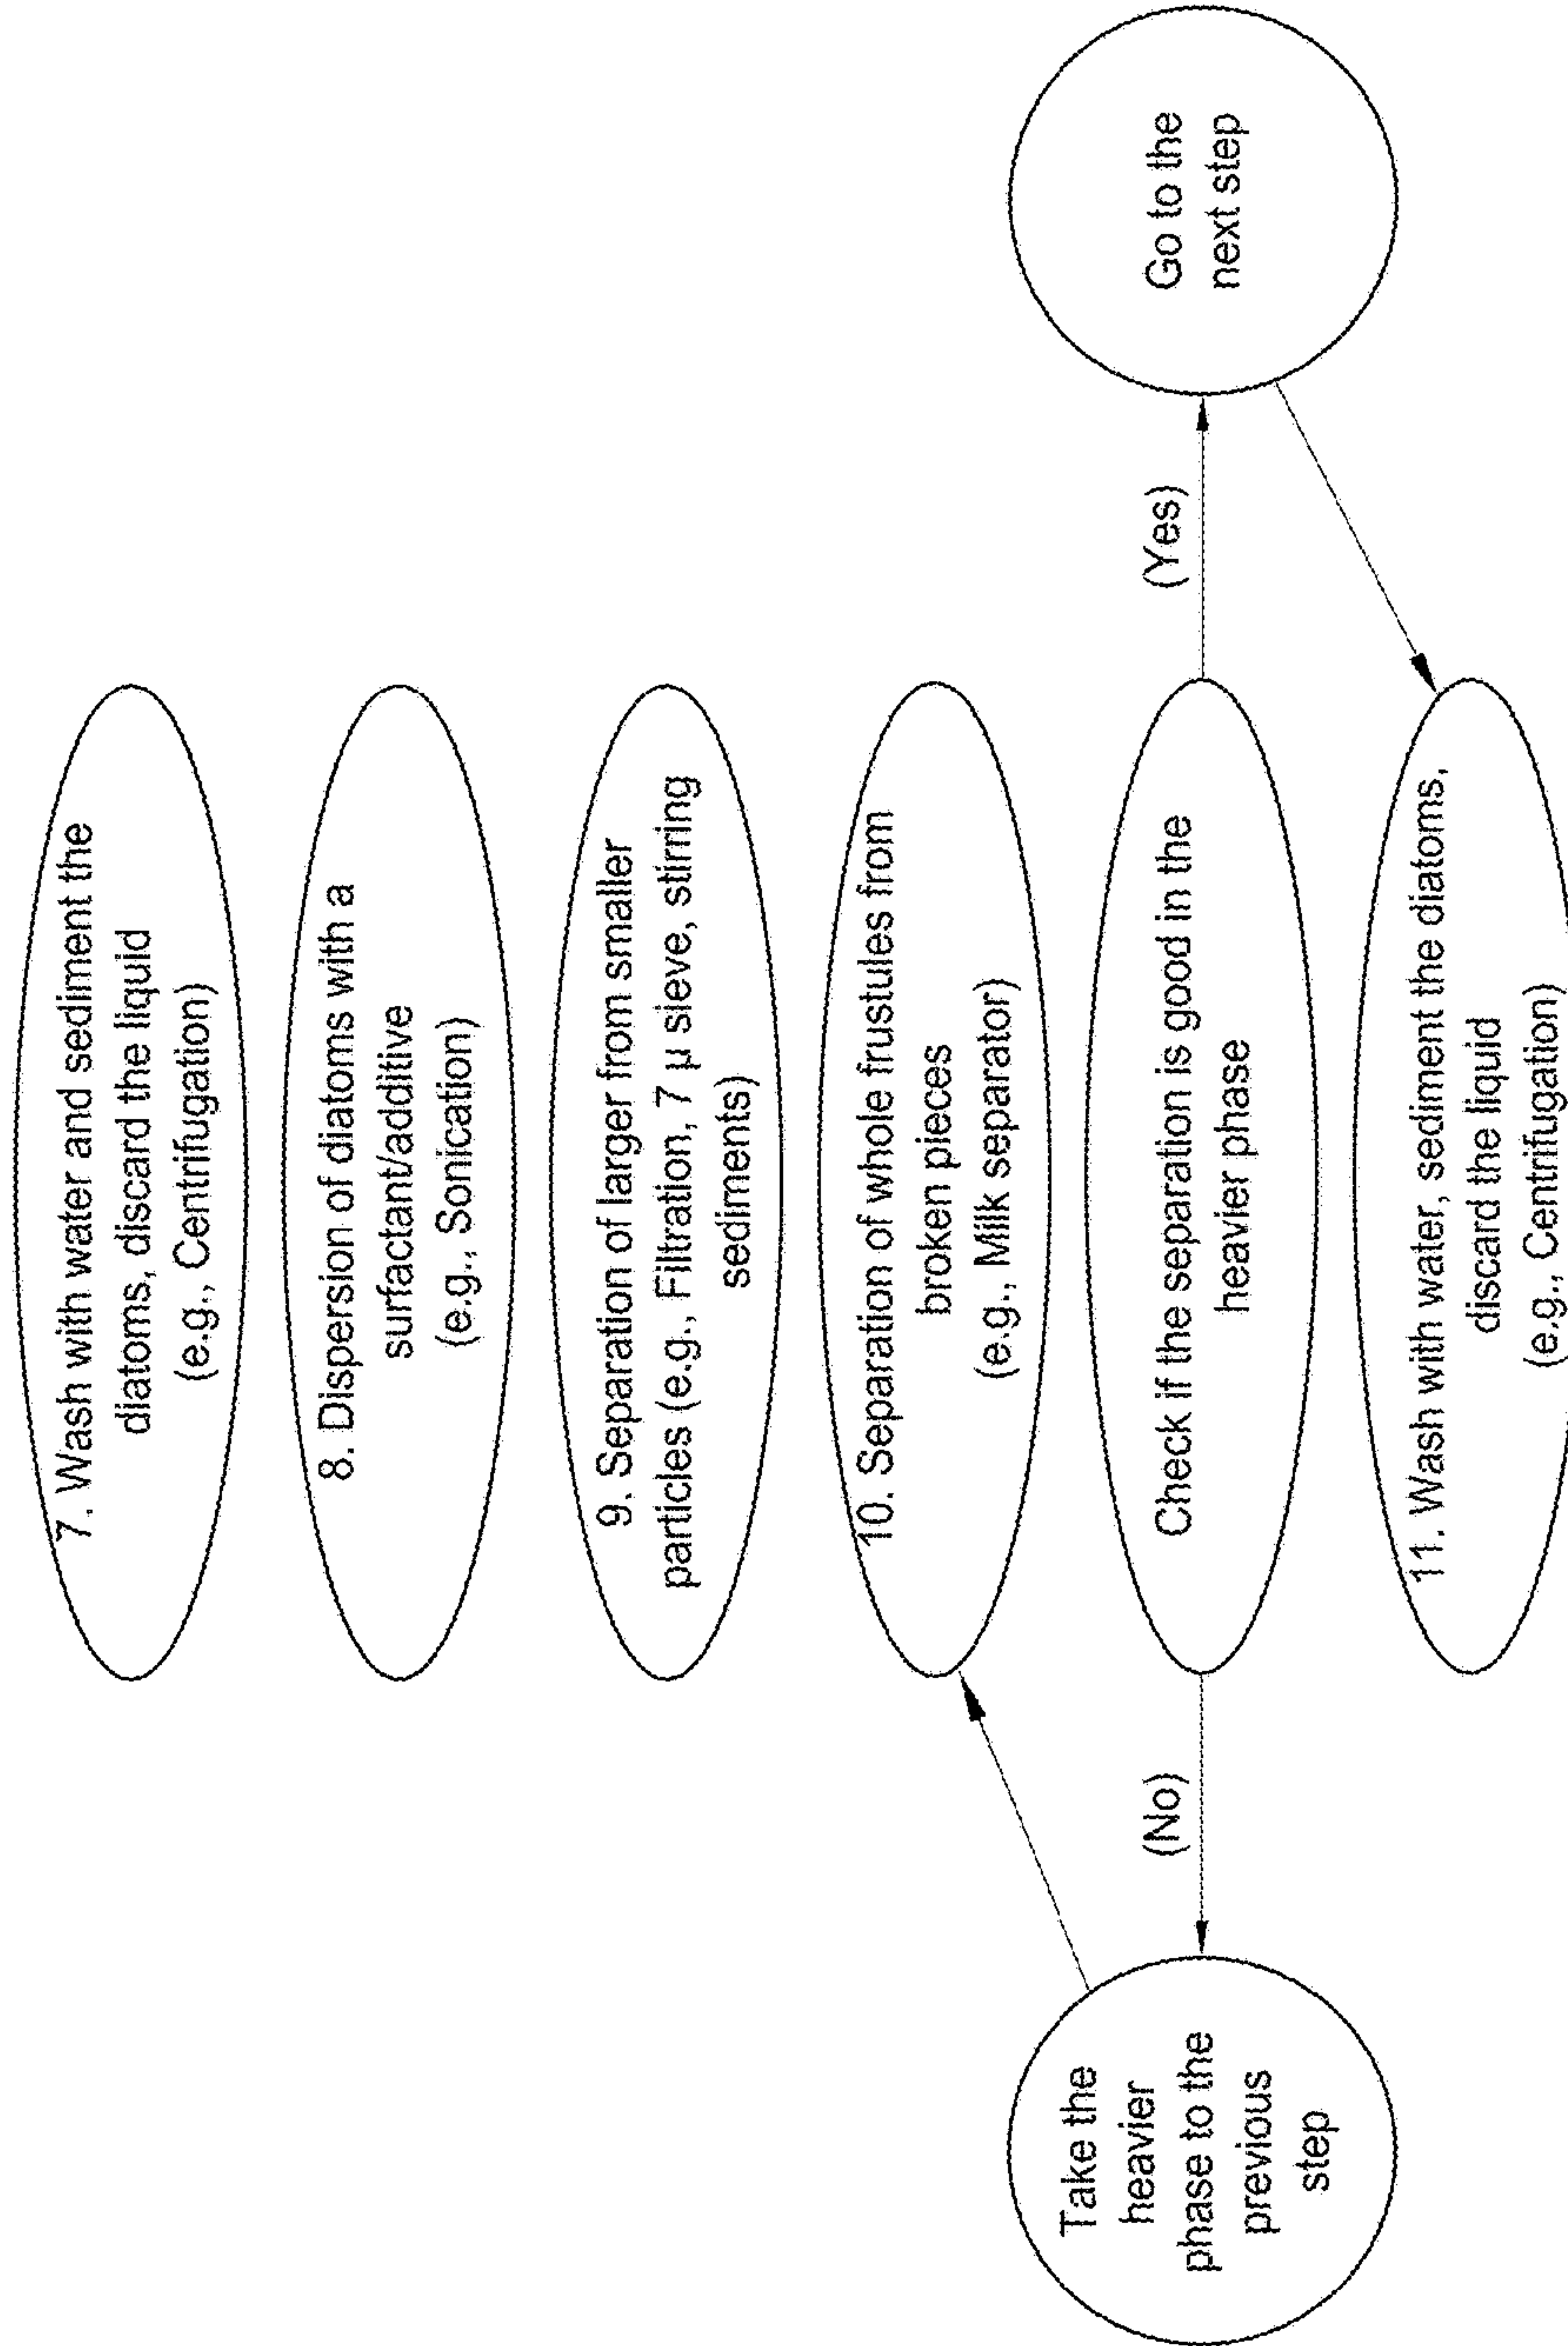 7. Wash with water and sediment the
diatoms, discard the liquid
(e.g., Centrifugation)
8. Dispersion of diatoms with a
surfactant/additive
(e.g., Sonication)
9. Separation of larger from smaller
particles (e.g., Filtration, 7 µ sieve, stirring
sediments)
10. Separation of whole frustules from
broken pieces
(e.g., Milk separator)
Take the
heavier
phase to the
previous
step
(No)
Check if the separation is good in the
heavier phase
(Yes)
Go to the
next step
11. Wash with water, sediment the diatoms,
discard the liquid
(e.g., Centrifugation)